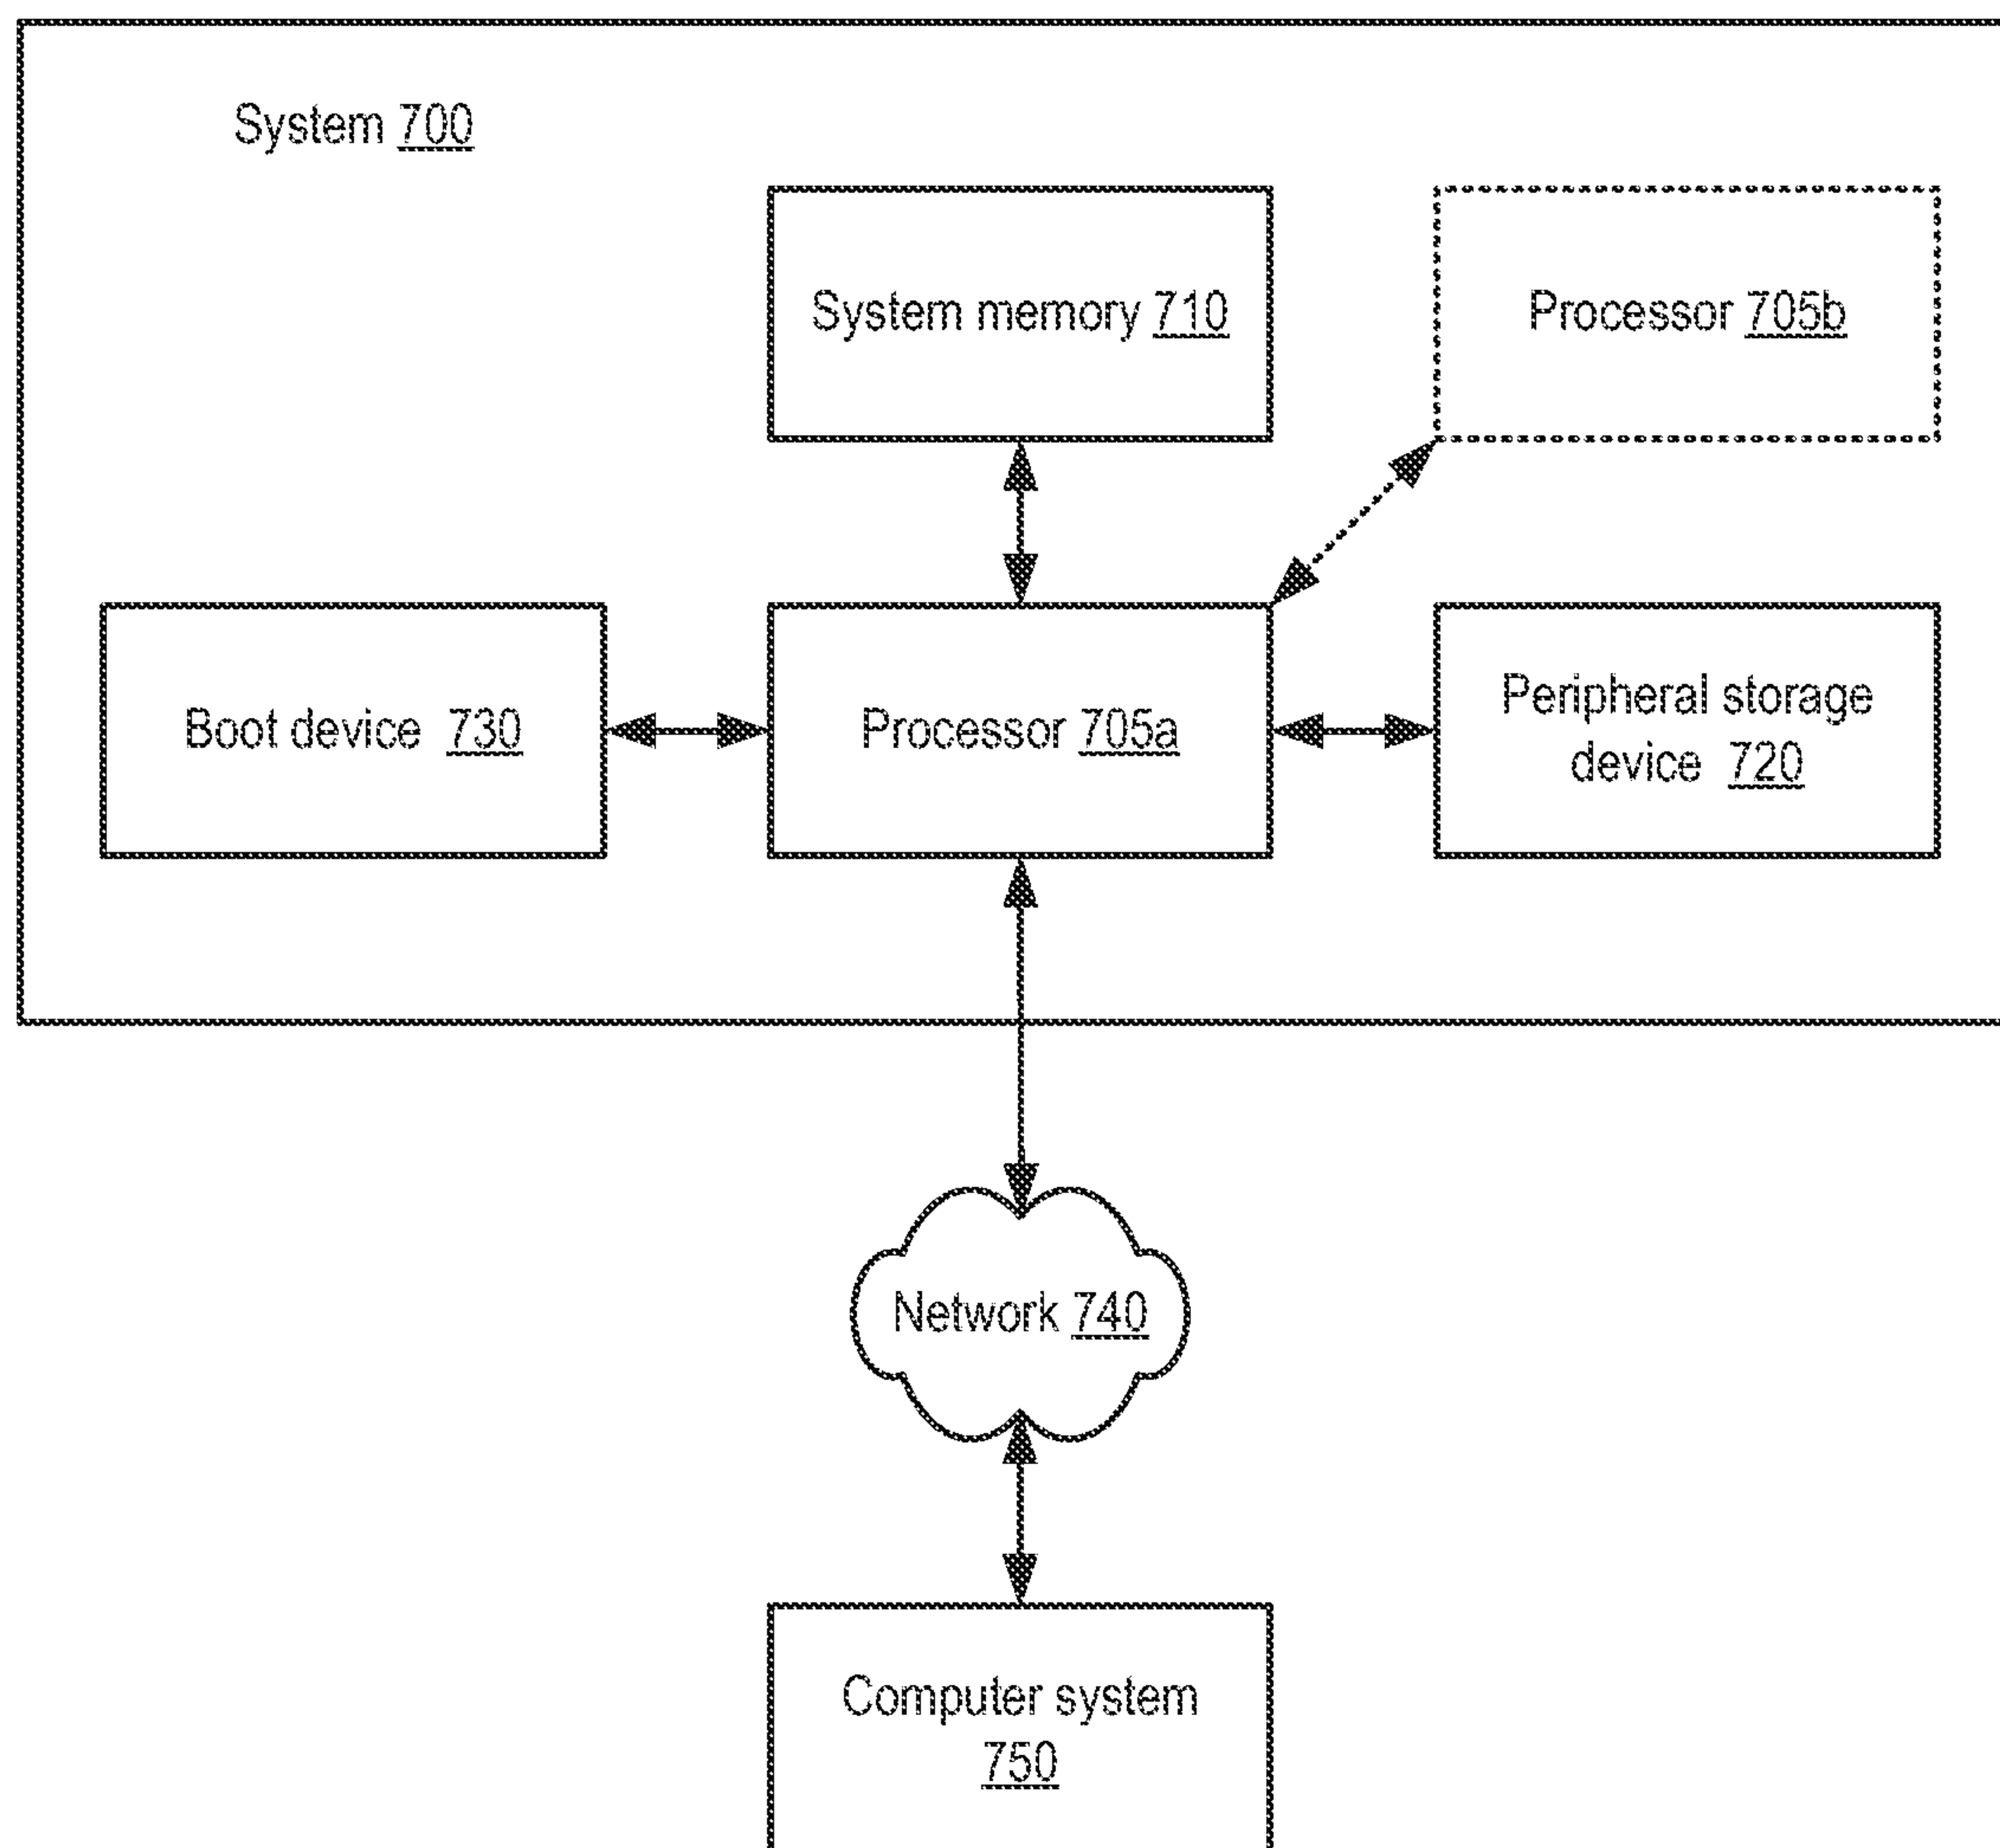 System 700
System memory 710
Processor 705b
Boot device 730
Processor 705a
Peripheral storage
device 720
Network 740
Computer system
750